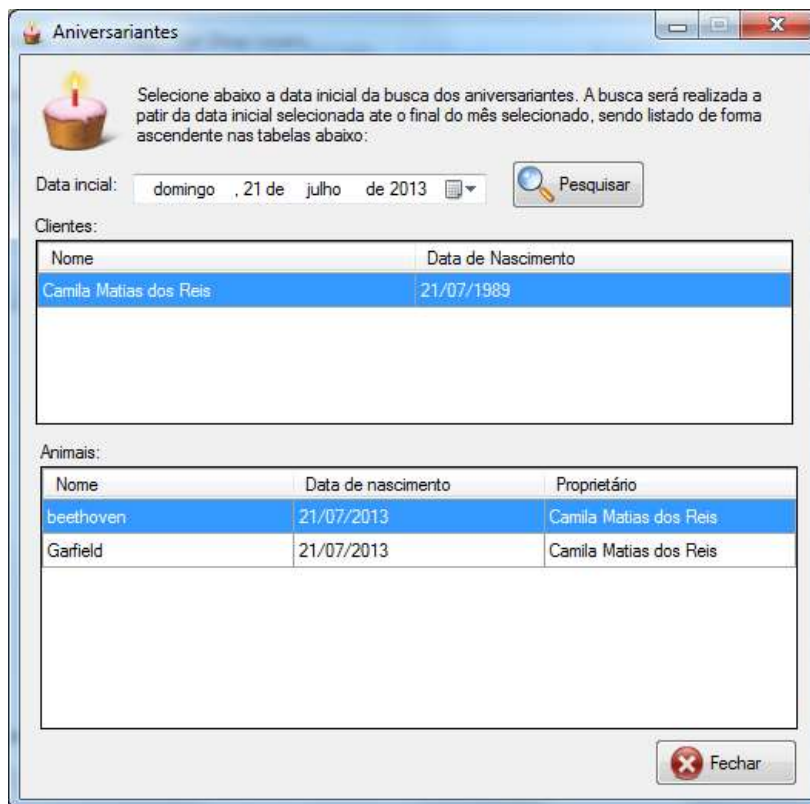 Aniversariantes
Selecione abaixo a data inicial da busca dos aniversariantes. A busca será realizada a
patir da data inicial selecionada ate o final do mês selecionado, sendo listado de forma
ascendente nas tabelas abaixo:
Data incial: domingo , 21 de julho de 2013 Pesquisar
Clientes:
Nome Data de Nascimento
Camila Matias dos Reis 21/07/1989
Animais:
Nome Data de nascimento Proprietário
beethoven 21/07/2013 Camila Matias dos Reis
Garfield 21/07/2013 Camila Matias dos Reis
Fechar